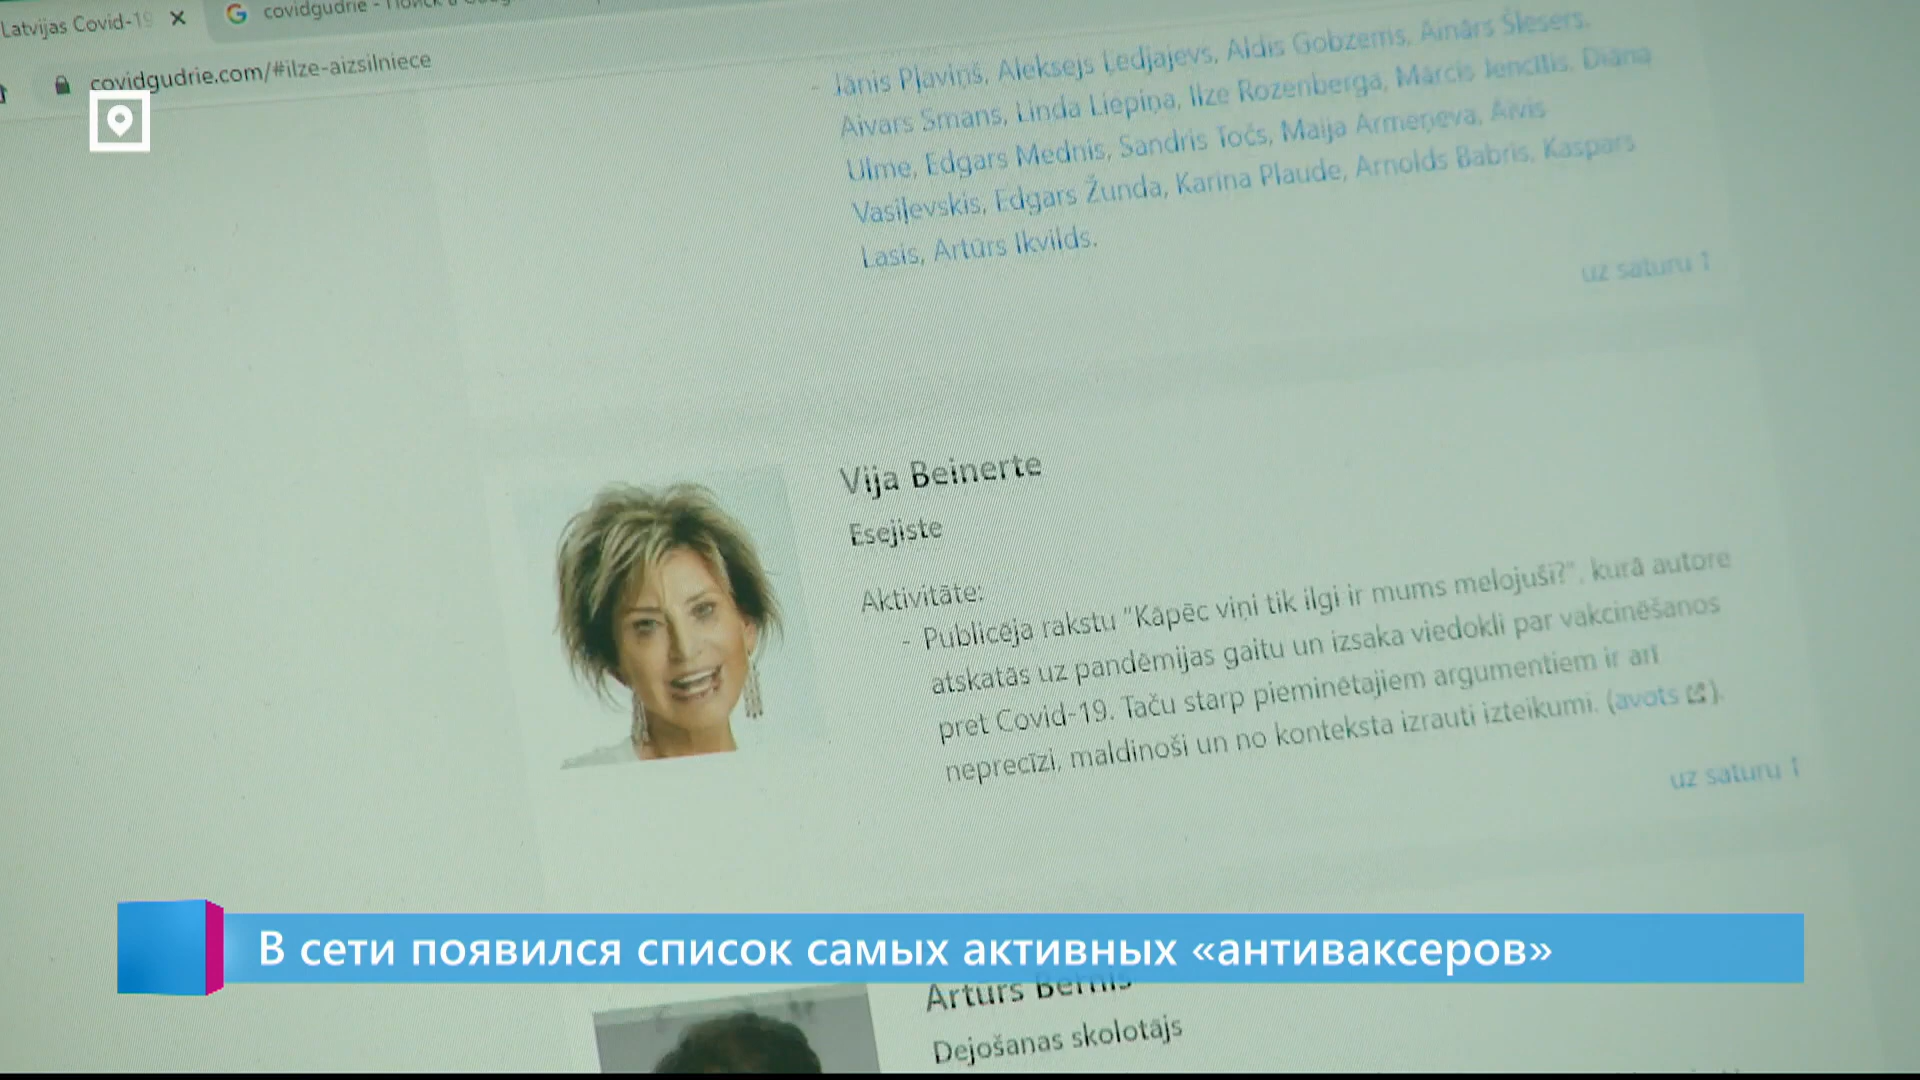 Latvijas Covid-19
covidgudrie - Поиск в
covidgudrie.com/#ilze-aizsilniece
- Jānis Pļaviņš, Aleksejs Ļedjajevs, Aldis Gobzems, Ainārs Šlesers,
Aivars Smans, Linda Liepiņa, Ilze Rozenberga, Mārcis Jencītis, Diāna
Ulme, Edgars Mednis, Sandris Točs, Maija Armeņeva, Aivis
Vasiļevskis, Edgars Žunda, Karina Plaude, Arnolds Babris, Kaspars
Lasis, Artūrs Ikvilds.
uz saturu ↑
Vija Beinerte
Esejiste
Aktivitāte:
- Publicēja rakstu "Kāpēc viņi tik ilgi ir mums melojuši?", kurā autore
atskatās uz pandēmijas gaitu un izsaka viedokli par vakcinēšanos
pret Covid-19. Taču starp pieminētajiem argumentiem ir arī
neprecīzi, maldinoši un no konteksta izrauti izteikumi. (avots).
uz saturu ↑
В сети появился список самых активных «антиваксеров»
Artūrs Bērniņš
Dejošanas skolotājs